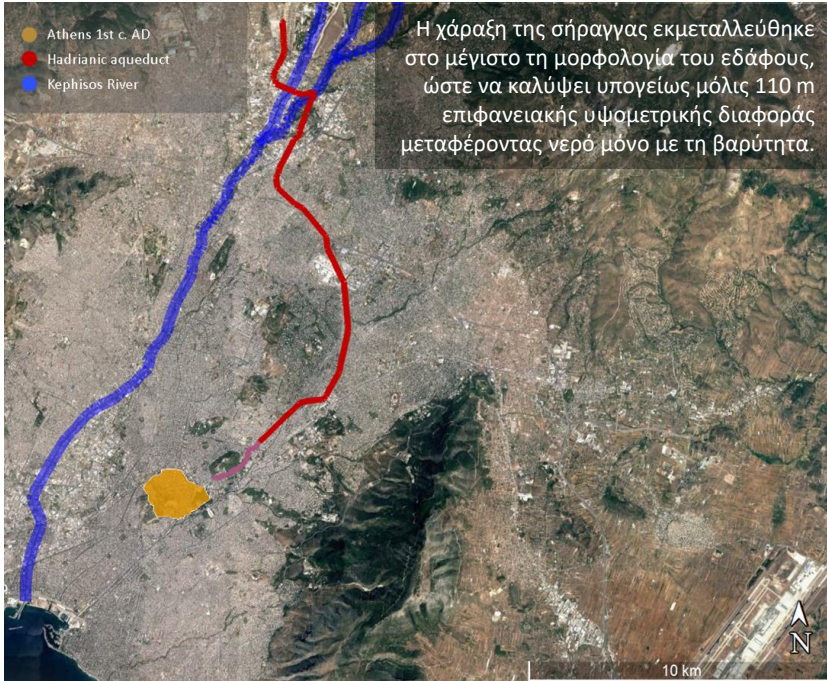 Athens 1st c. AD
Hadrianic aqueduct
Kephisos River
Η χάραξη της σήραγγας εκμεταλλεύθηκε
στο μέγιστο τη μορφολογία του εδάφους,
ώστε να καλύψει υπογείως μόλις 110 m
επιφανειακής υψομετρικής διαφοράς
μεταφέροντας νερό μόνο με τη βαρύτητα.
N
10 km